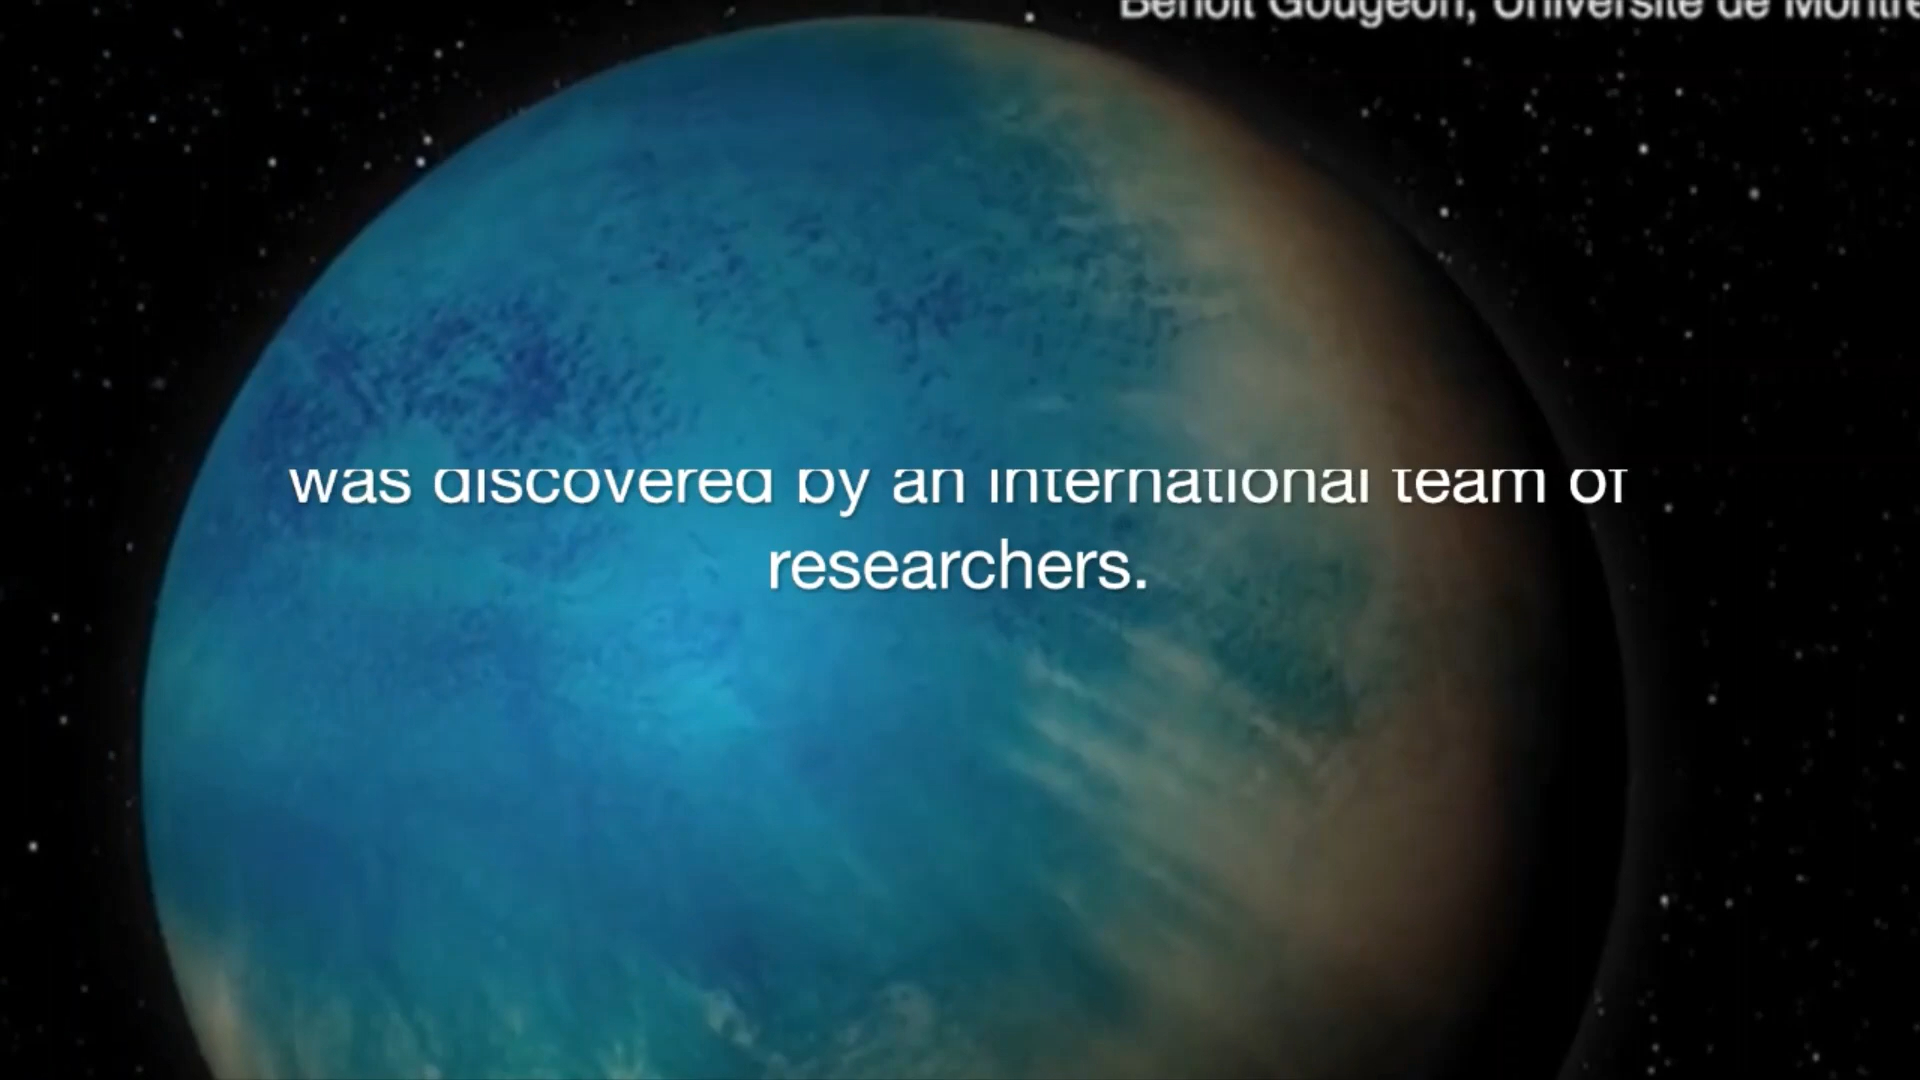 Benoit Gougeon, Université de Montré
was discovered by an international team of
researchers.